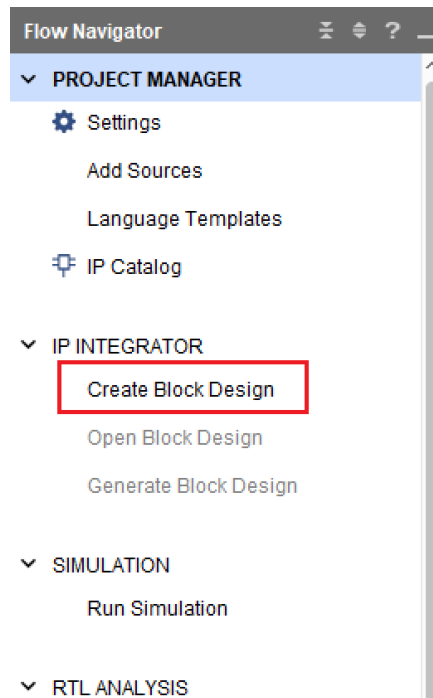 Flow Navigator ?
PROJECT MANAGER
Settings
Add Sources
Language Templates
IP Catalog
IP INTEGRATOR
Create Block Design
Open Block Design
Generate Block Design
SIMULATION
Run Simulation
RTL ANALYSIS